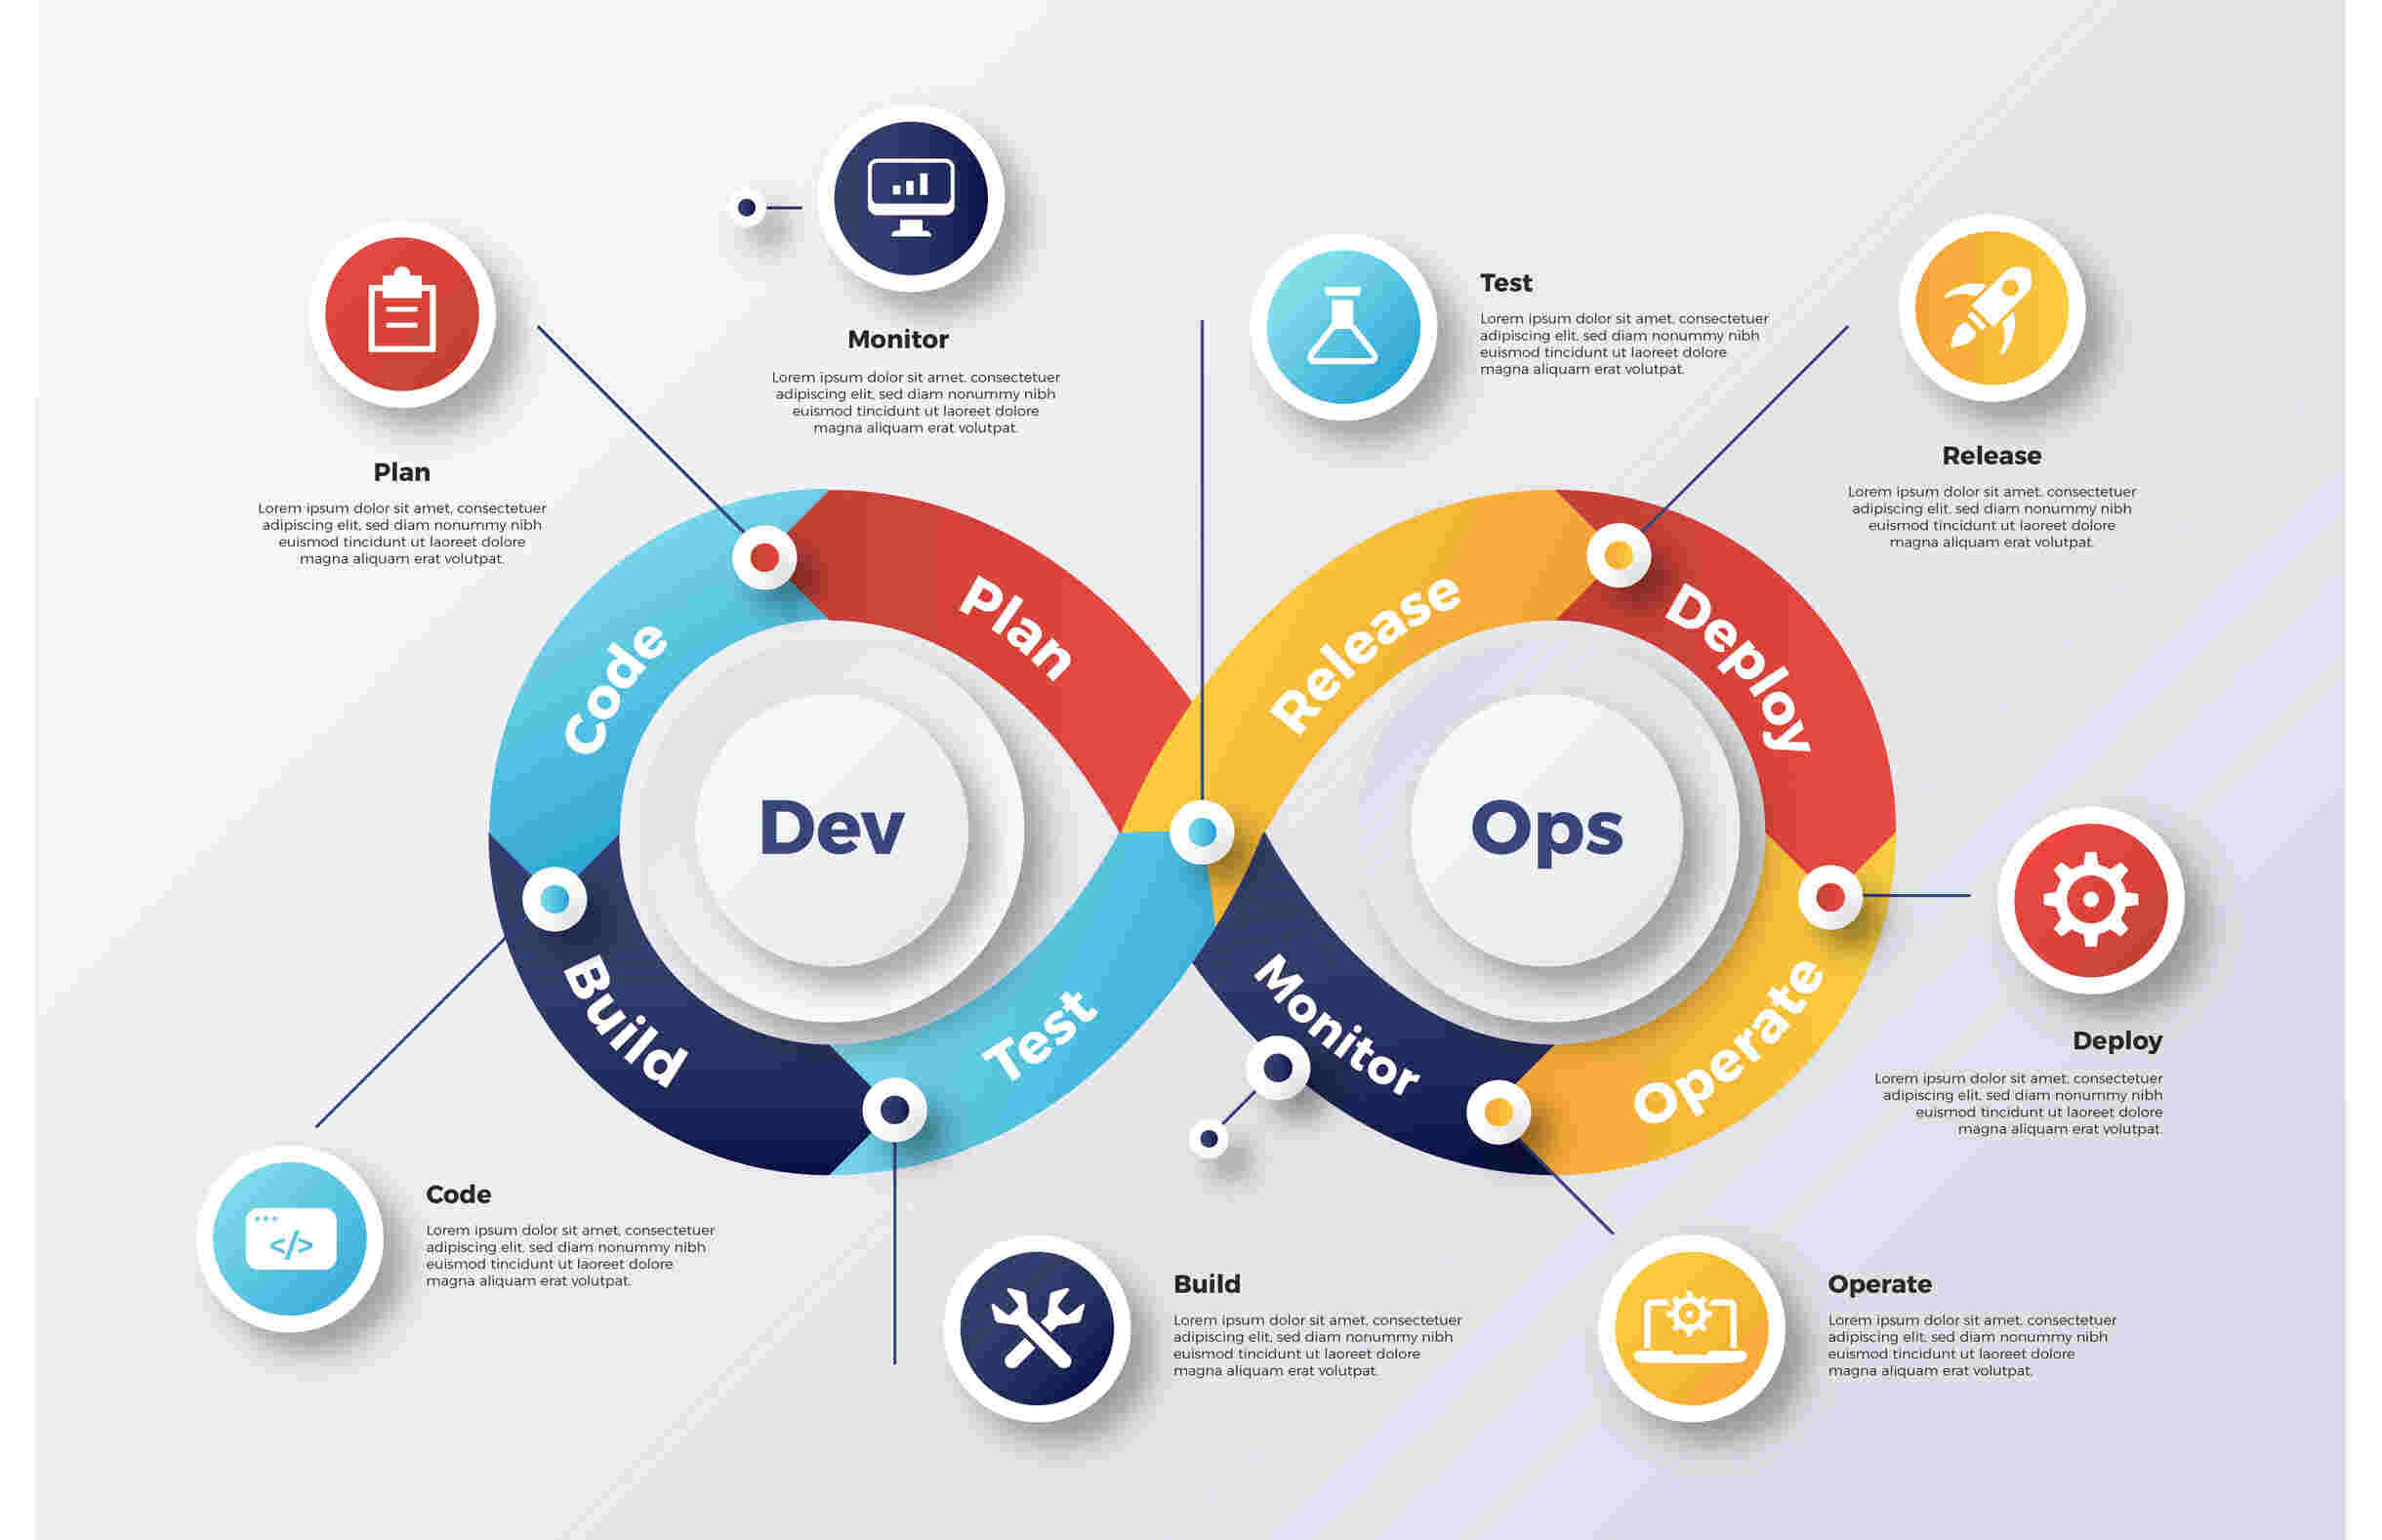 Monitor
Lorem ipsum dolor sit amet, consectetuer
adipiscing elit, sed diam nonummy nibh
euismod tincidunt ut laoreet dolore
magna aliquam erat volutpat.
Plan
Lorem ipsum dolor sit amet, consectetuer
adipiscing elit, sed diam nonummy nibh
euismod tincidunt ut laoreet dolore
magna aliquam erat volutpat.
Test
Lorem ipsum dolor sit amet, consectetuer
adipiscing elit, sed diam nonummy nibh
euismod tincidunt ut laoreet dolore
magna aliquam erat volutpat.
Release
Lorem ipsum dolor sit amet, consectetuer
adipiscing elit, sed diam nonummy nibh
euismod tincidunt ut laoreet dolore
magna aliquam erat volutpat.
Plan
Code
Build
Test
Release
Deploy
Operate
Monitor
Dev
Ops
Deploy
Lorem ipsum dolor sit amet, consectetuer
adipiscing elit, sed diam nonummy nibh
euismod tincidunt ut laoreet dolore
magna aliquam erat volutpat.
</>
Code
Lorem ipsum dolor sit amet, consectetuer
adipiscing elit, sed diam nonummy nibh
euismod tincidunt ut laoreet dolore
magna aliquam erat volutpat.
Build
Lorem ipsum dolor sit amet, consectetuer
adipiscing elit, sed diam nonummy nibh
euismod tincidunt ut laoreet dolore
magna aliquam erat volutpat.
Operate
Lorem ipsum dolor sit amet, consectetuer
adipiscing elit, sed diam nonummy nibh
euismod tincidunt ut laoreet dolore
magna aliquam erat volutpat.